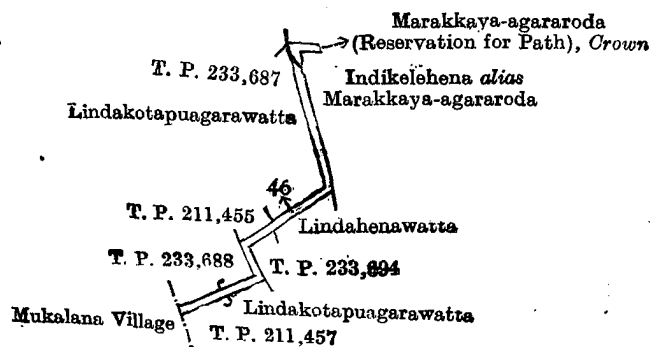 Marakkaya-agararoda
(Reservation for Path), Crown
T. P. 233,687
Indikelehena alias
Marakkaya-agararoda
Lindakotapuagarawatta
46
T. P. 211,455
Lindahenawatta
T. P. 233,688
T. P. 233,694
Lindakotapuagarawatta
Mukalana Village
T. P. 211,457